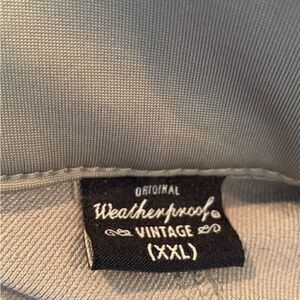 ORIGINAL
Weatherproof®
VINTAGE
(XXL)